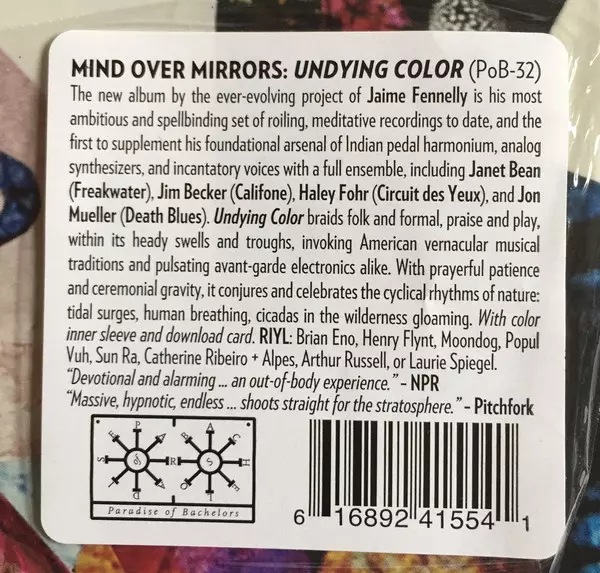 MIND OVER MIRRORS: UNDYING COLOR (PoB-32)
The new album by the ever-evolving project of Jaime Fennelly is his most
ambitious and spellbinding set of roiling, meditative recordings to date, and the
first to supplement his foundational arsenal of Indian pedal harmonium, analog
synthesizers, and incantatory voices with a full ensemble, including Janet Bean
(Freakwater), Jim Becker (Califone), Haley Fohr (Circuit des Yeux), and Jon
Mueller (Death Blues). Undying Color braids folk and formal, praise and play,
within its heady swells and troughs, invoking American vernacular musical
traditions and pulsating avant-garde electronics alike. With prayerful patience
and ceremonial gravity, it conjures and celebrates the cyclical rhythms of nature:
tidal surges, human breathing, cicadas in the wilderness gloaming. With color
inner sleeve and download card. RIYL: Brian Eno, Henry Flynt, Moondog, Popul
Vuh, Sun Ra, Catherine Ribeiro + Alpes, Arthur Russell, or Laurie Spiegel.
"Devotional and alarming ... an out-of-body experience." – NPR
"Massive, hypnotic, endless ... shoots straight for the stratosphere." – Pitchfork
Paradise of Bachelors
6 16892 41554 1